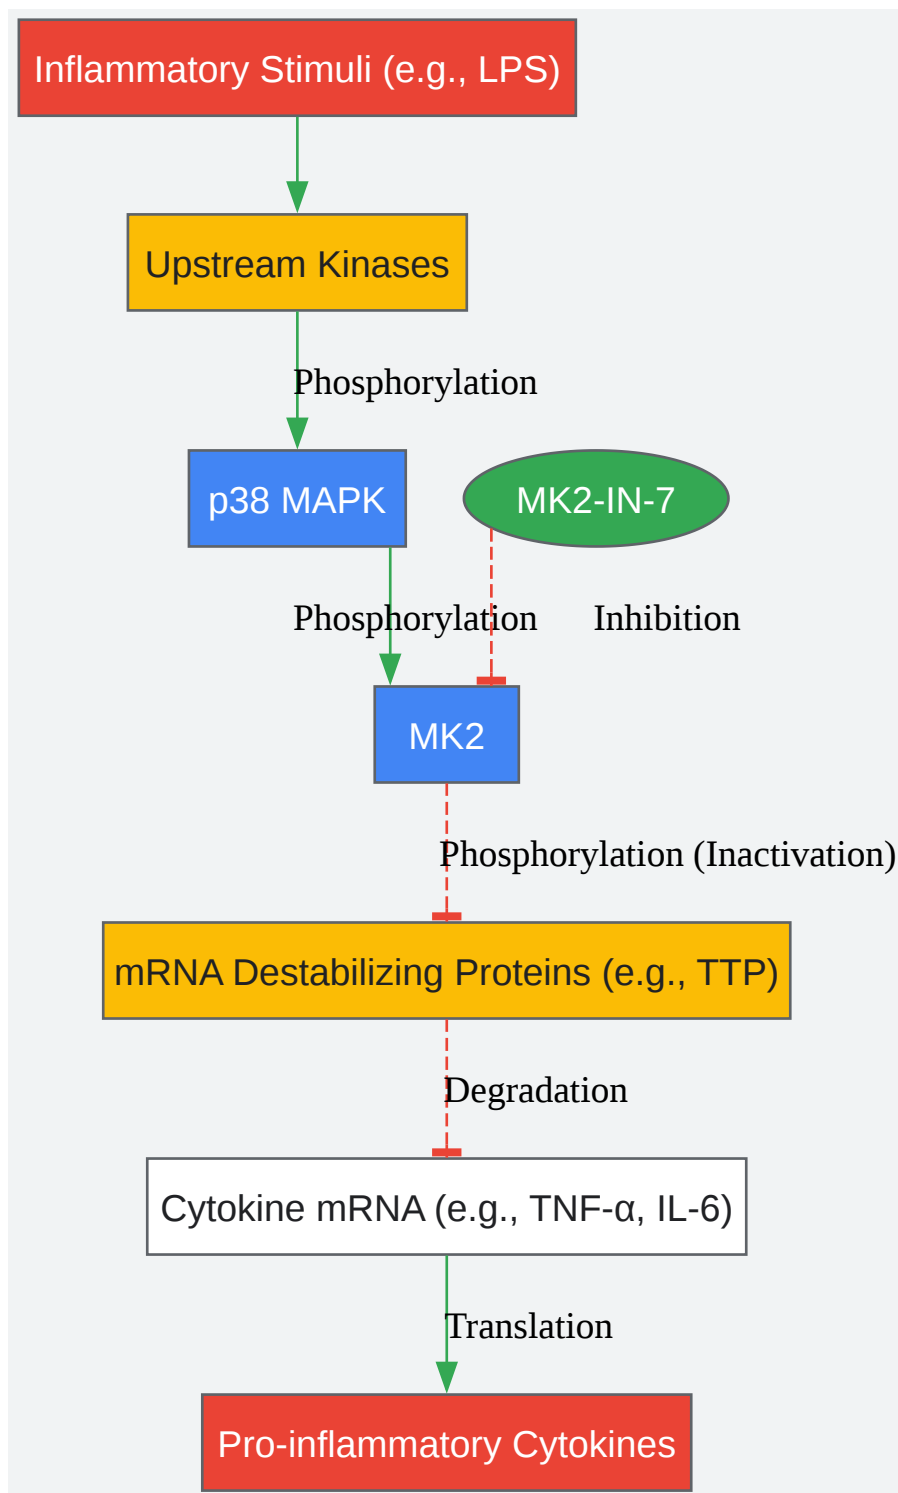 Inflammatory Stimuli (e.g., LPS)
Upstream Kinases
Phosphorylation
p38 MAPK
MK2-IN-7
Phosphorylation
Inhibition
MK2
Phosphorylation (Inactivation)
mRNA Destabilizing Proteins (e.g., TTP)
Degradation
Cytokine mRNA (e.g., TNF-α, IL-6)
Translation
Pro-inflammatory Cytokines